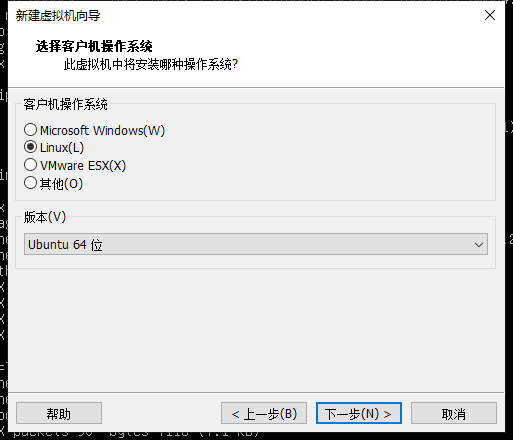 新建虚拟机向导
选择客户机操作系统
此虚拟机中将安装哪种操作系统?
客户机操作系统
Microsoft Windows(W)
Linux(L)
VMware ESX(X)
其他(O)
版本(V)
Ubuntu 64 位
帮助
< 上一步(B)
下一步(N) >
取消